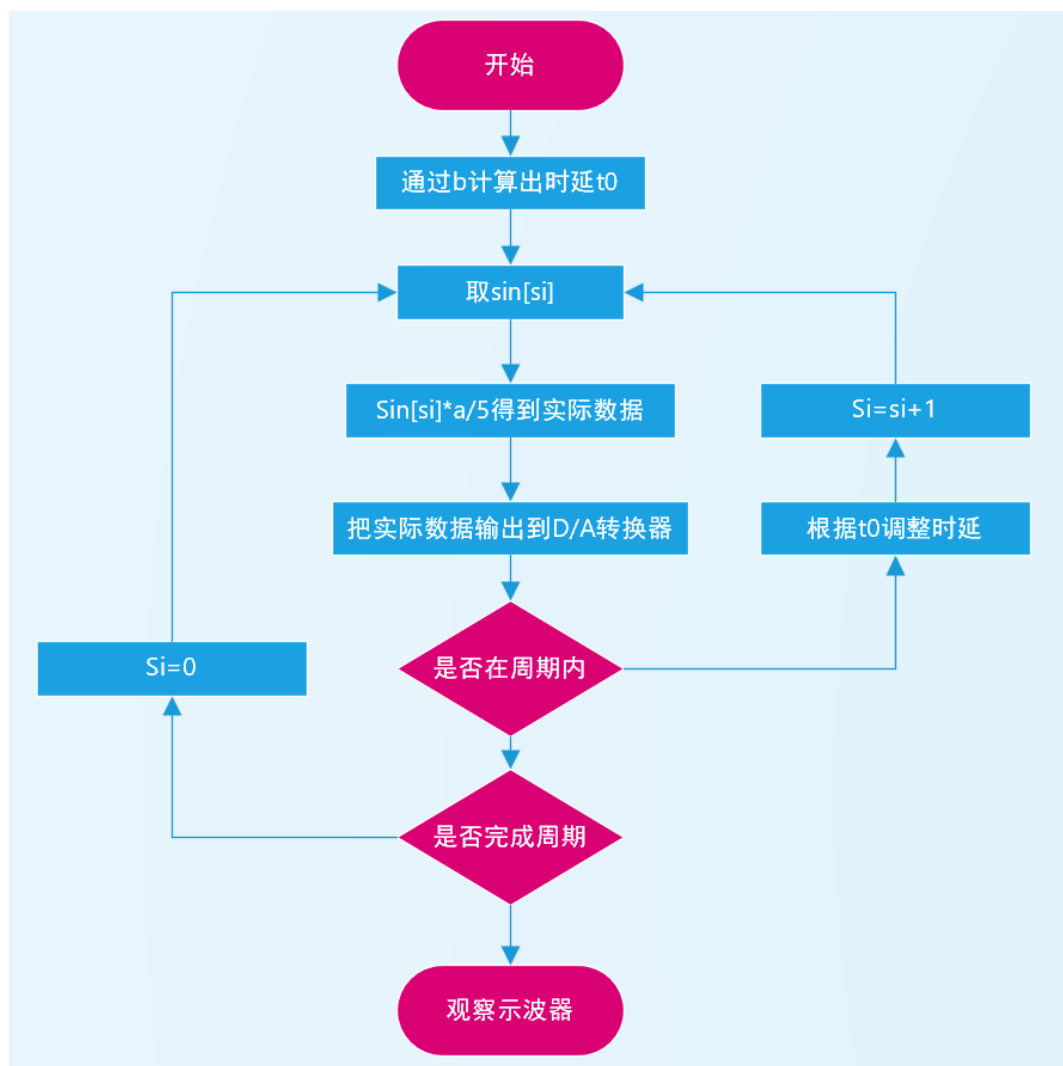 开始
通过b计算出时延t0
取sin[si]
Sin[si]*a/5得到实际数据
Si=si+1
把实际数据输出到D/A转换器
根据t0调整时延
是否在周期内
Si=0
是否完成周期
观察示波器